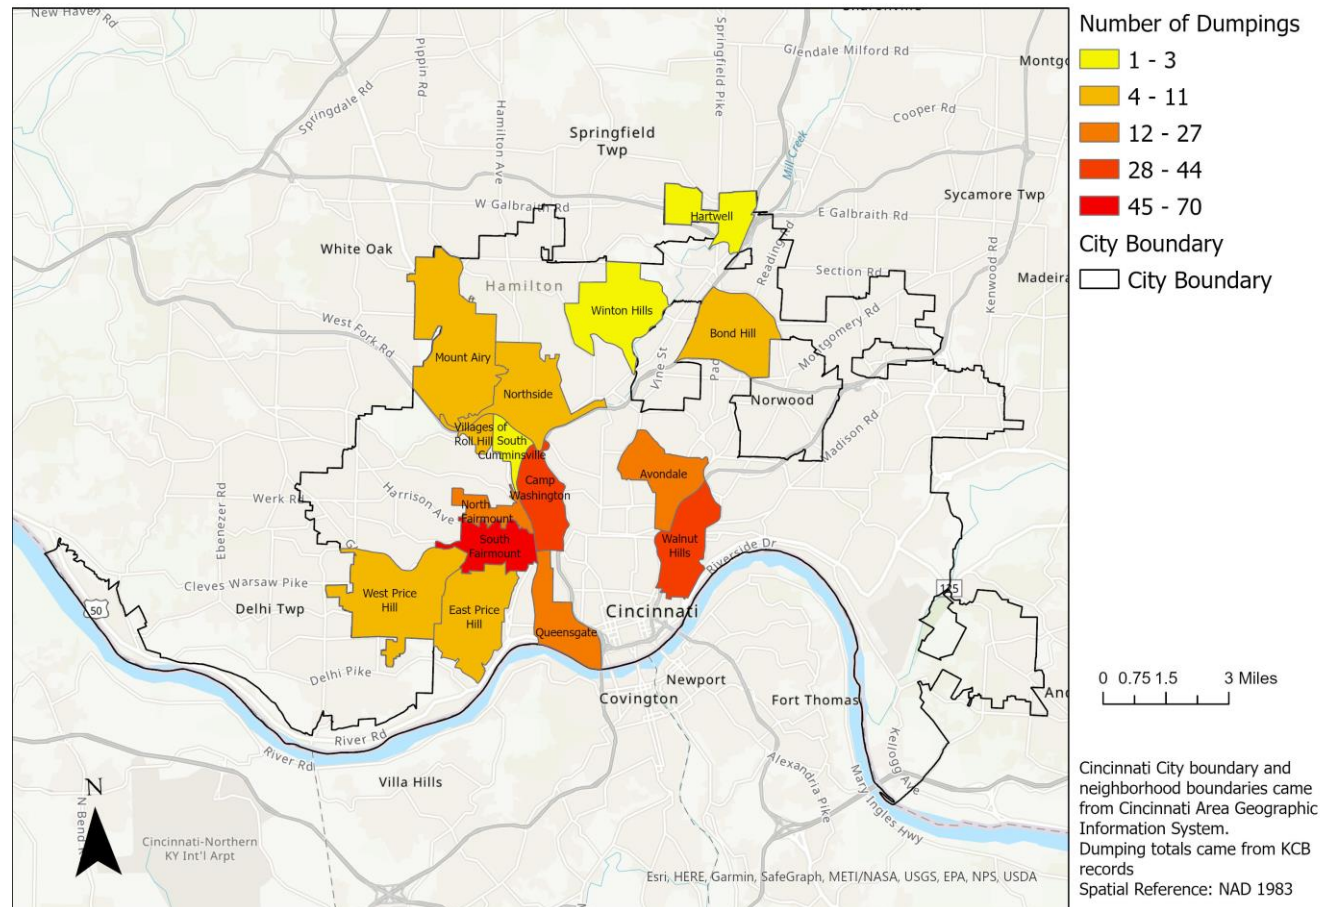 New Haven Rd
Sharonville
Number of Dumpings
1 - 3
4 - 11
12 - 27
28 - 44
45 - 70
City Boundary
City Boundary
Glendale Milford Rd
Montgo
Pippin Rd
Springfield Pike
Springdale Rd
Hamilton Ave
Cooper Rd
Springfield
Twp
Mill Creek
Sycamore Twp
W Galbraith Rd
Hartwell
E Galbraith Rd
White Oak
Reading Rd
Kenwood Rd
Section Rd
Madeira
Hamilton
Winton Hills
Bond Hill
Montgomery Rd
West Fork Rd
Mount Airy
Vine St
Northside
Norwood
Villages of
Roll Hill
South
Cumminsville
Madison Rd
Avondale
Camp
Washington
Harrison Ave
Werk Rd
Ebenezer Rd
North
Fairmount
South
Fairmount
Walnut
Hills
Riverside Dr
Cleves Warsaw Pike
50
Delhi Twp
West Price
Hill
East Price
Hill
Cincinnati
125
Queensgate
Delhi Pike
Newport
Covington
Fort Thomas
0 0.75 1.5 3 Miles
River Rd
River Rd
Villa Hills
Kellogg Ave
Alexandria Pike
Mary Ingles Hwy
N
N Bend R
Cincinnati-Northern
KY Int'l Arpt
Esri, HERE, Garmin, SafeGraph, METI/NASA, USGS, EPA, NPS, USDA
Cincinnati City boundary and
neighborhood boundaries came
from Cincinnati Area Geographic
Information System.
Dumping totals came from KCB
records
Spatial Reference: NAD 1983